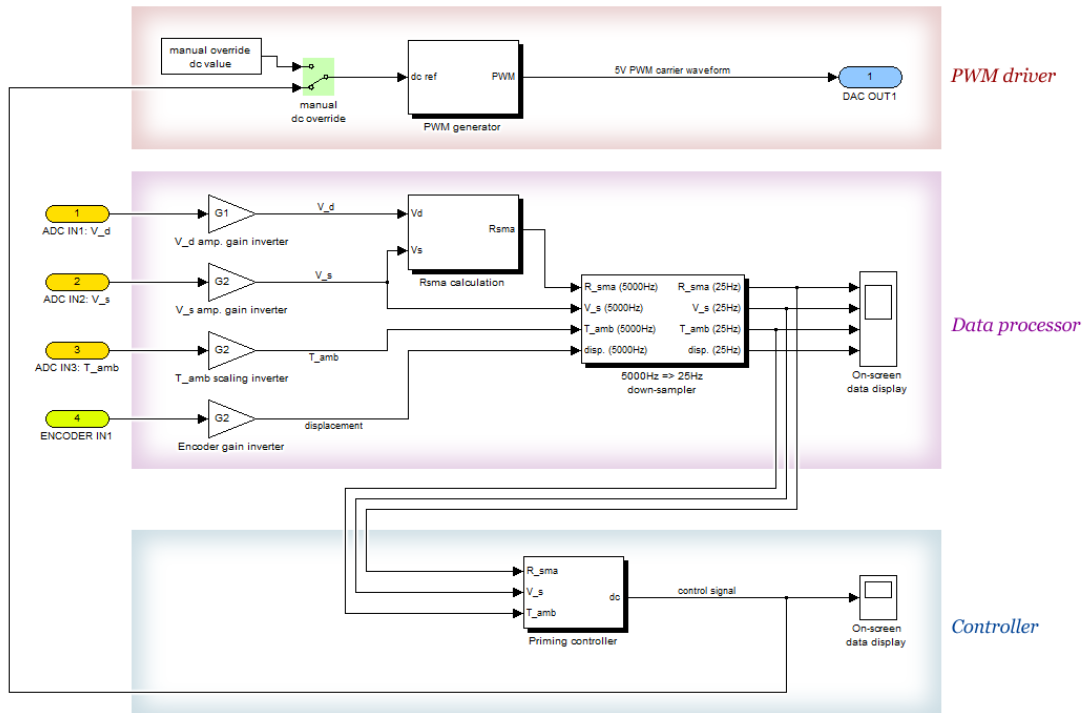 manual override
dc value
manual
dc override
dc ref
PWM
PWM generator
5V PWM carrier waveform
1
DAC OUT1
PWM driver
1
ADC IN1: V_d
G1
V_d amp. gain inverter
V_d
Vd
Vs
Rsma
Rsma calculation
2
ADC IN2: V_s
G2
V_s amp. gain inverter
V_s
3
ADC IN3: T_amb
G2
T_amb scaling inverter
T_amb
4
ENCODER IN1
G2
Encoder gain inverter
displacement
R_sma (5000Hz)
V_s (5000Hz)
T_amb (5000Hz)
disp. (5000Hz)
R_sma (25Hz)
V_s (25Hz)
T_amb (25Hz)
disp. (25Hz)
5000Hz => 25Hz
down-sampler
On-screen
data display
Data processor
R_sma
V_s
T_amb
dc
Priming controller
control signal
On-screen
data display
Controller